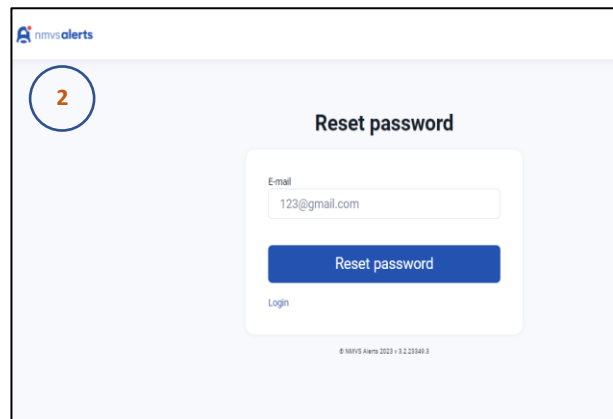 nmvsalerts
2
Reset password
E-mail
123@gmail.com
Reset password
Login
© NMVS Alerts 2023 v 3.2.23349.3